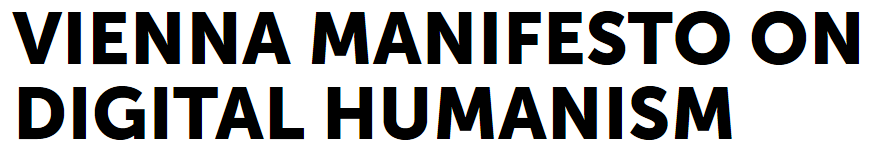 VIENNA MANIFESTO ON
DIGITAL HUMANISM